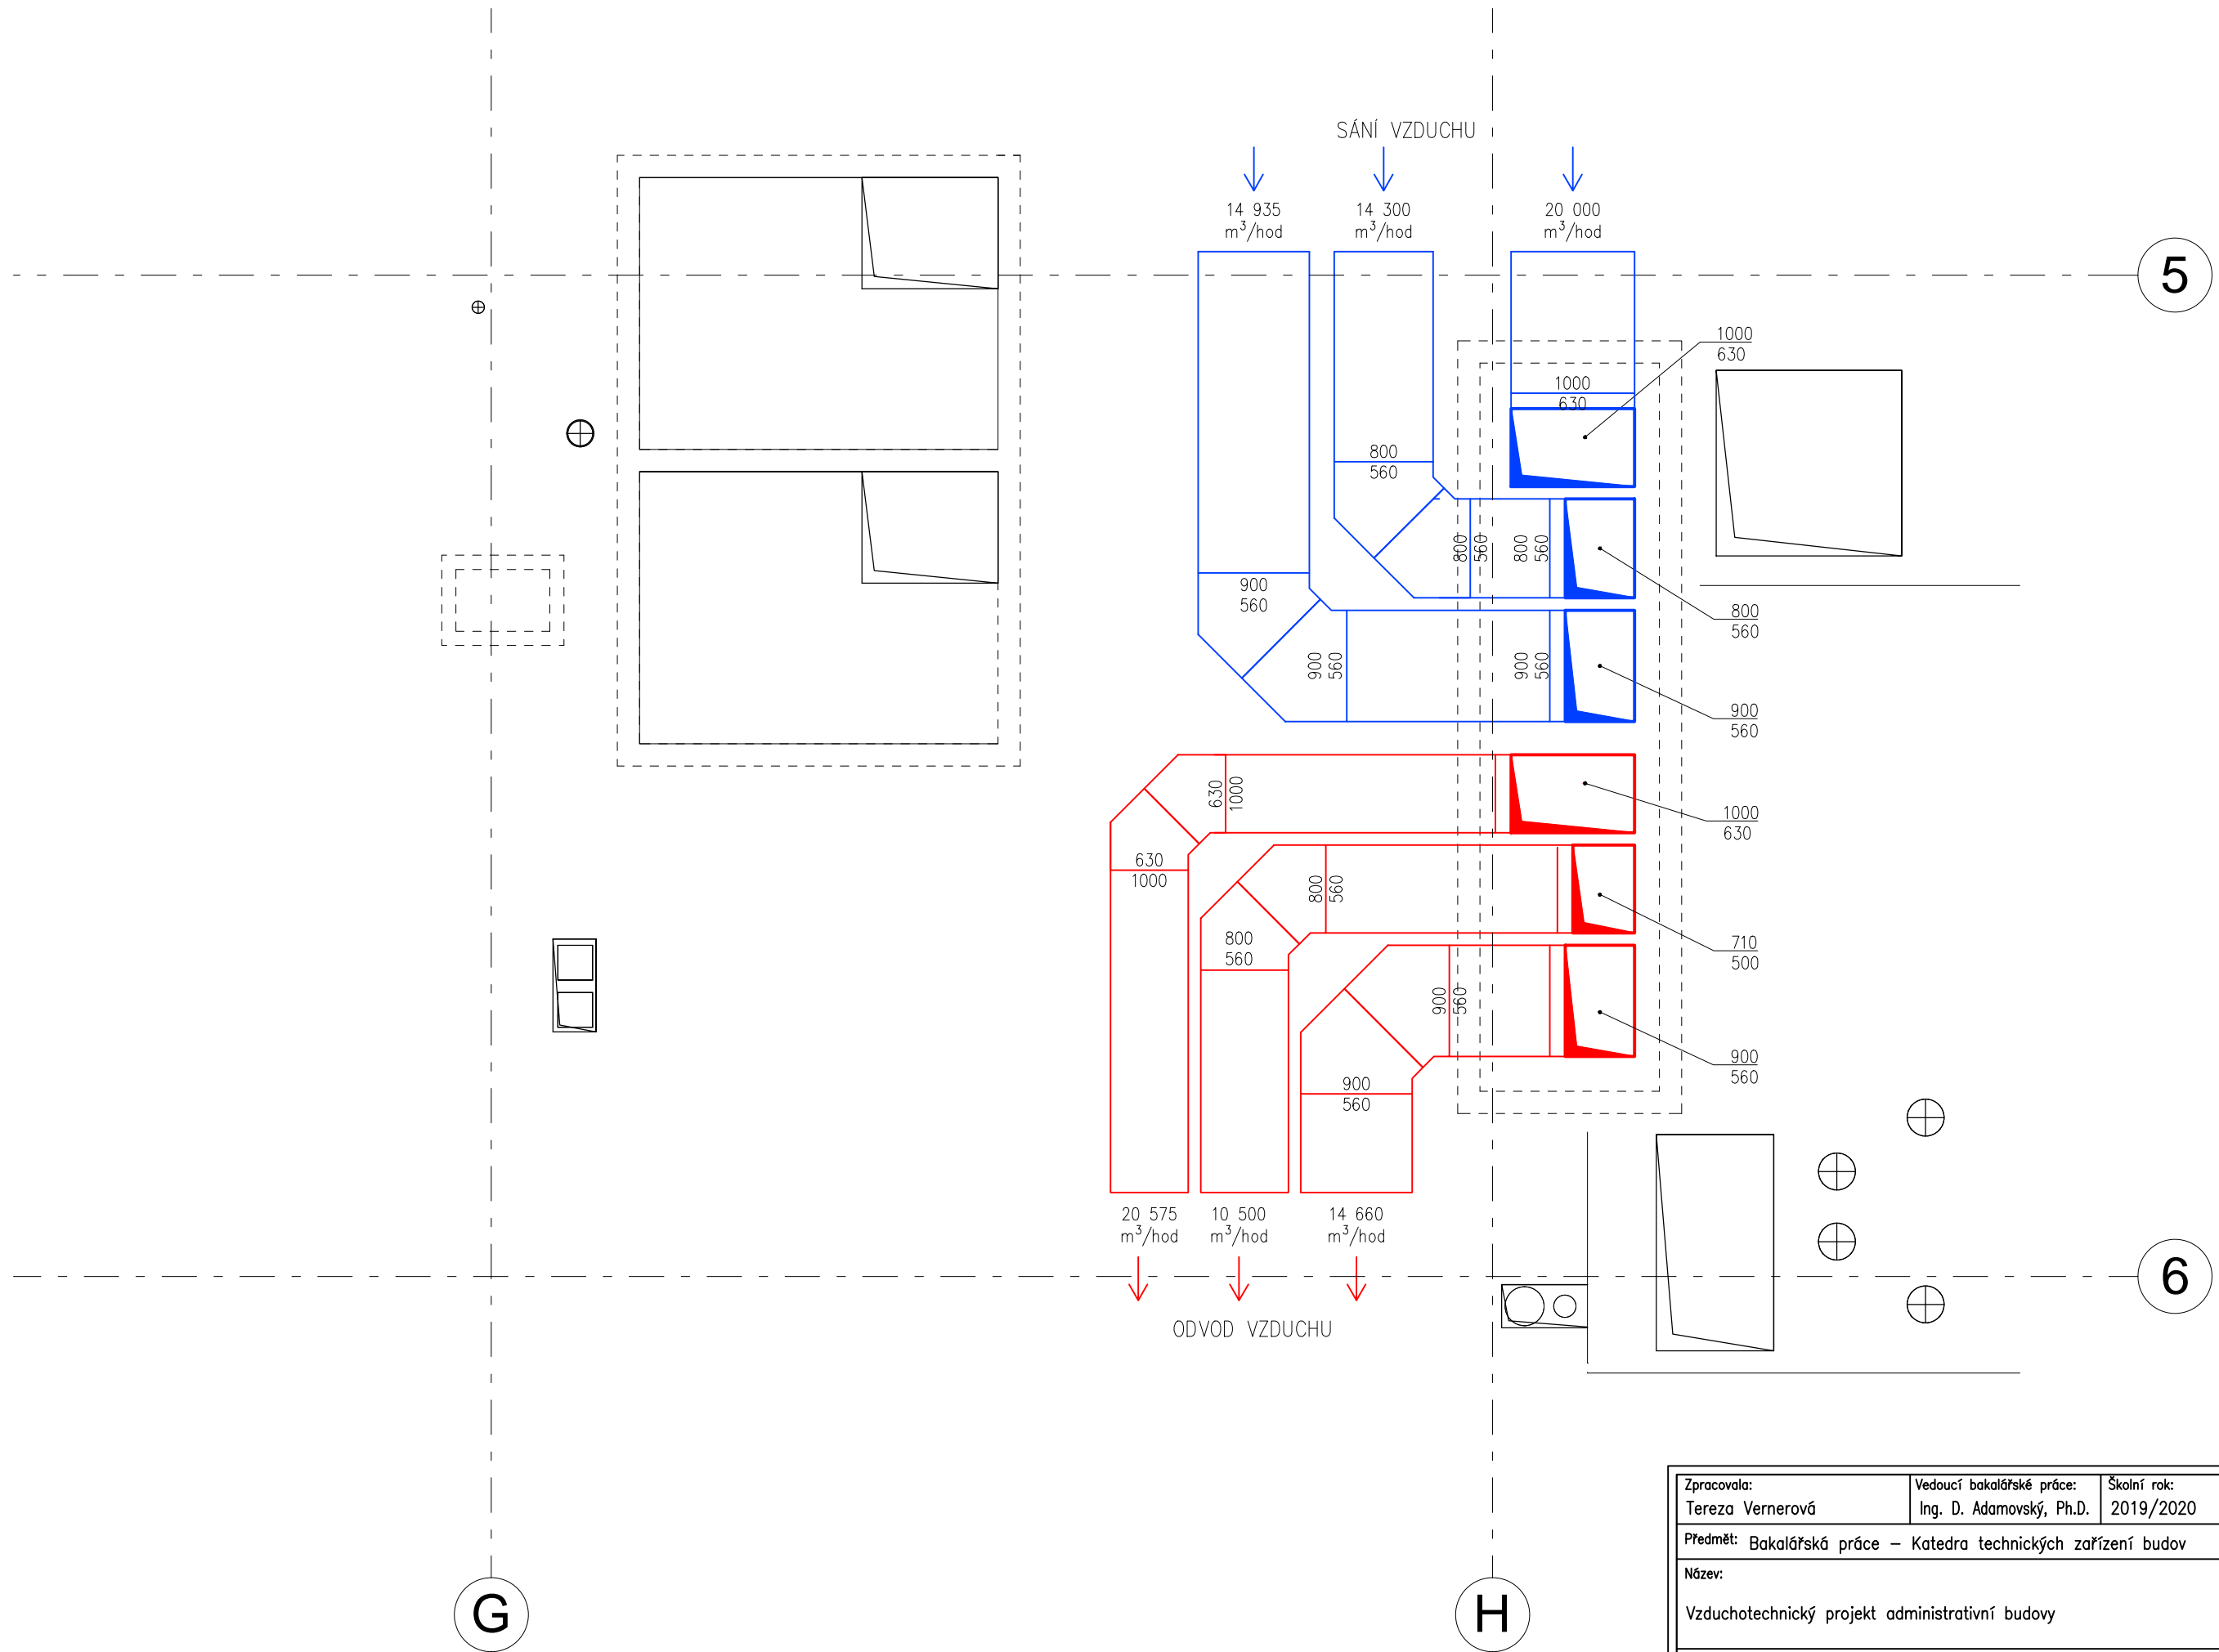 SÁNÍ VZDUCHU
14 935
m³/hod
14 300
m³/hod
20 000
m³/hod
5
1000
630
1000
630
800
560
800
560
800
560
900
560
800
560
900
560
900
560
900
560
630
1000
1000
630
630
1000
800
560
800
560
710
500
900
560
900
560
900
560
20 575
m³/hod
10 500
m³/hod
14 660
m³/hod
6
ODVOD VZDUCHU
G
H
Zpracovala:
Tereza Vernerová
Vedoucí bakalářské práce:
Ing. D. Adamovský, Ph.D.
Školní rok:
2019/2020
Předmět: Bakalářská práce – Katedra technických zařízení budov
Název:
Vzduchotechnický projekt administrativní budovy